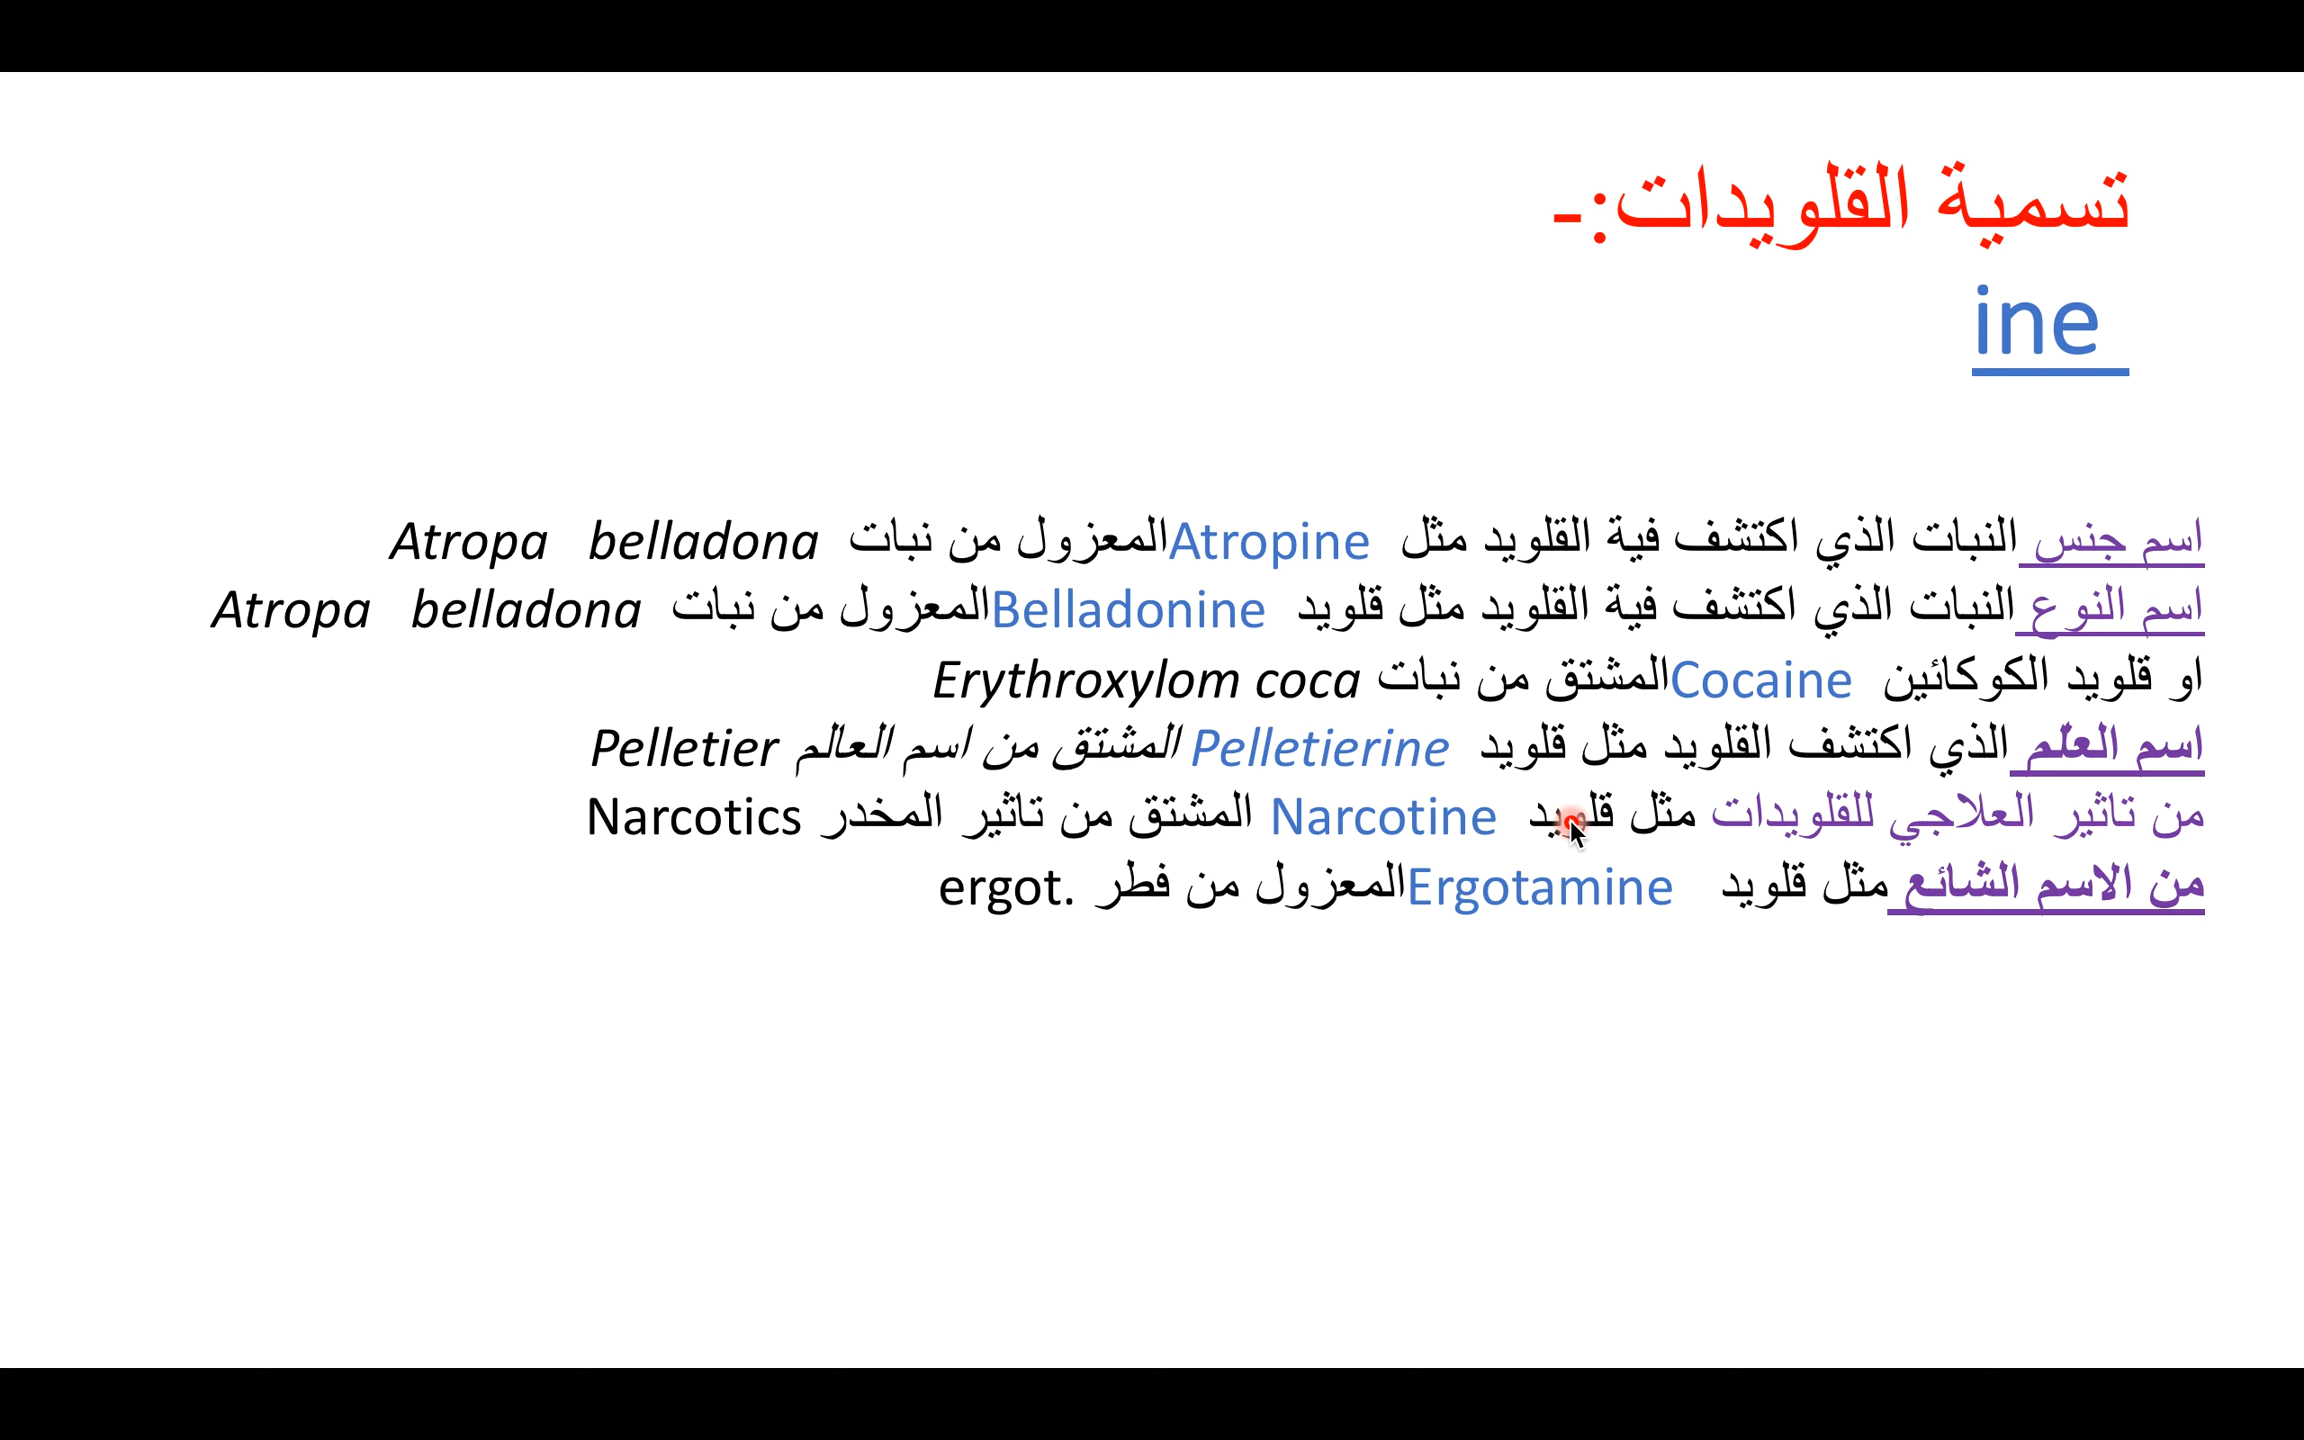 تسمية القلويدات:-
ine
اسم جنس النبات الذي اكتشف فية القلويد مثل Atropine المعزول من نبات Atropa belladona
اسم النوع النبات الذي اكتشف فية القلويد مثل قلويد Belladonine المعزول من نبات Atropa belladona
او قلويد الكوكائين Cocaine المشتق من نبات Erythroxylom coca
اسم العلم الذي اكتشف القلويد مثل قلويد Pelletierine المشتق من اسم العالم Pelletier
من تاثير العلاجي للقلويدات مثل قلويد Narcotine المشتق من تاثير المخدر Narcotics
من الاسم الشائع مثل قلويد Ergotamine المعزول من فطر ergot.